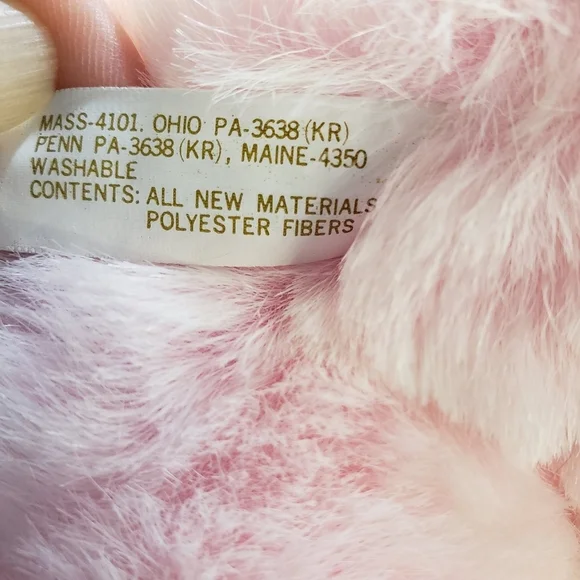 MASS-4101. OHIO PA-3638 (KR)
PENN PA-3638 (KR), MAINE-4350
WASHABLE
CONTENTS: ALL NEW MATERIALS
POLYESTER FIBERS